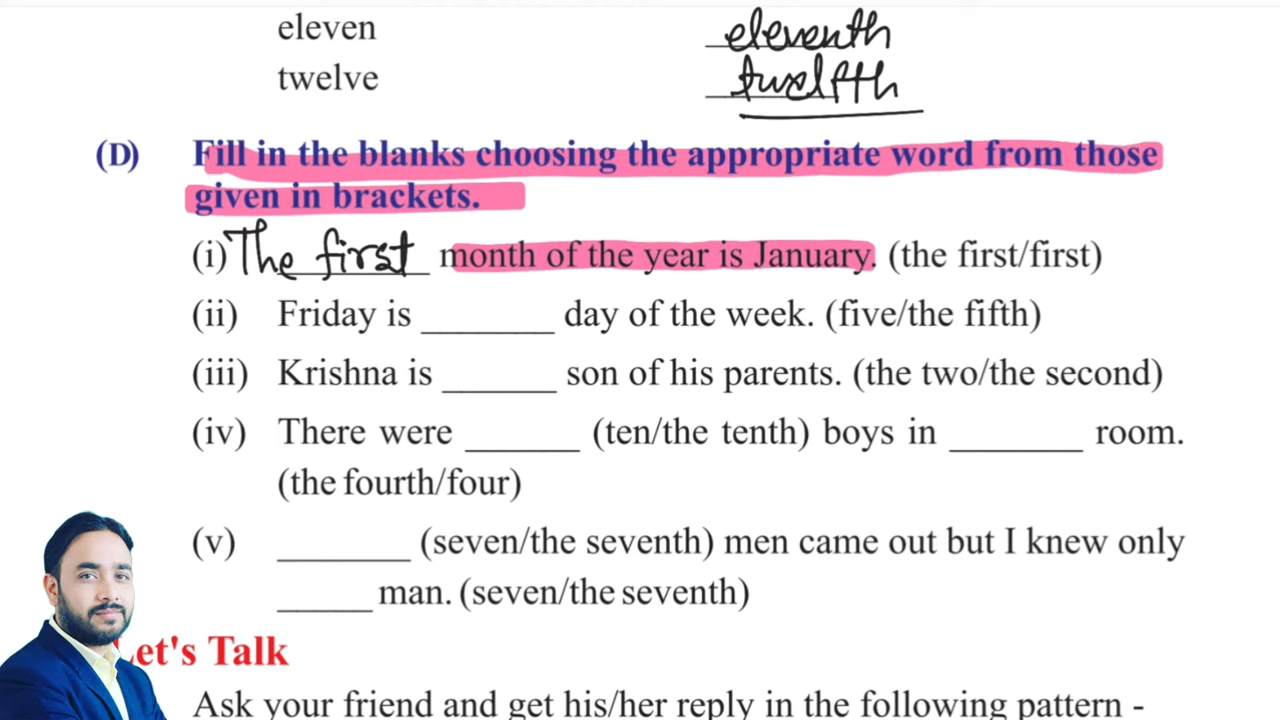 eleven eleventh
twelve twelfth
(D) Fill in the blanks choosing the appropriate word from those
given in brackets.
(i) The first month of the year is January. (the first/first)
(ii) Friday is _______ day of the week. (five/the fifth)
(iii) Krishna is ______ son of his parents. (the two/the second)
(iv) There were ______ (ten/the tenth) boys in _______ room.
(the fourth/four)
(v) _______ (seven/the seventh) men came out but I knew only
_____ man. (seven/the seventh)
Let's Talk
Ask your friend and get his/her reply in the following pattern -